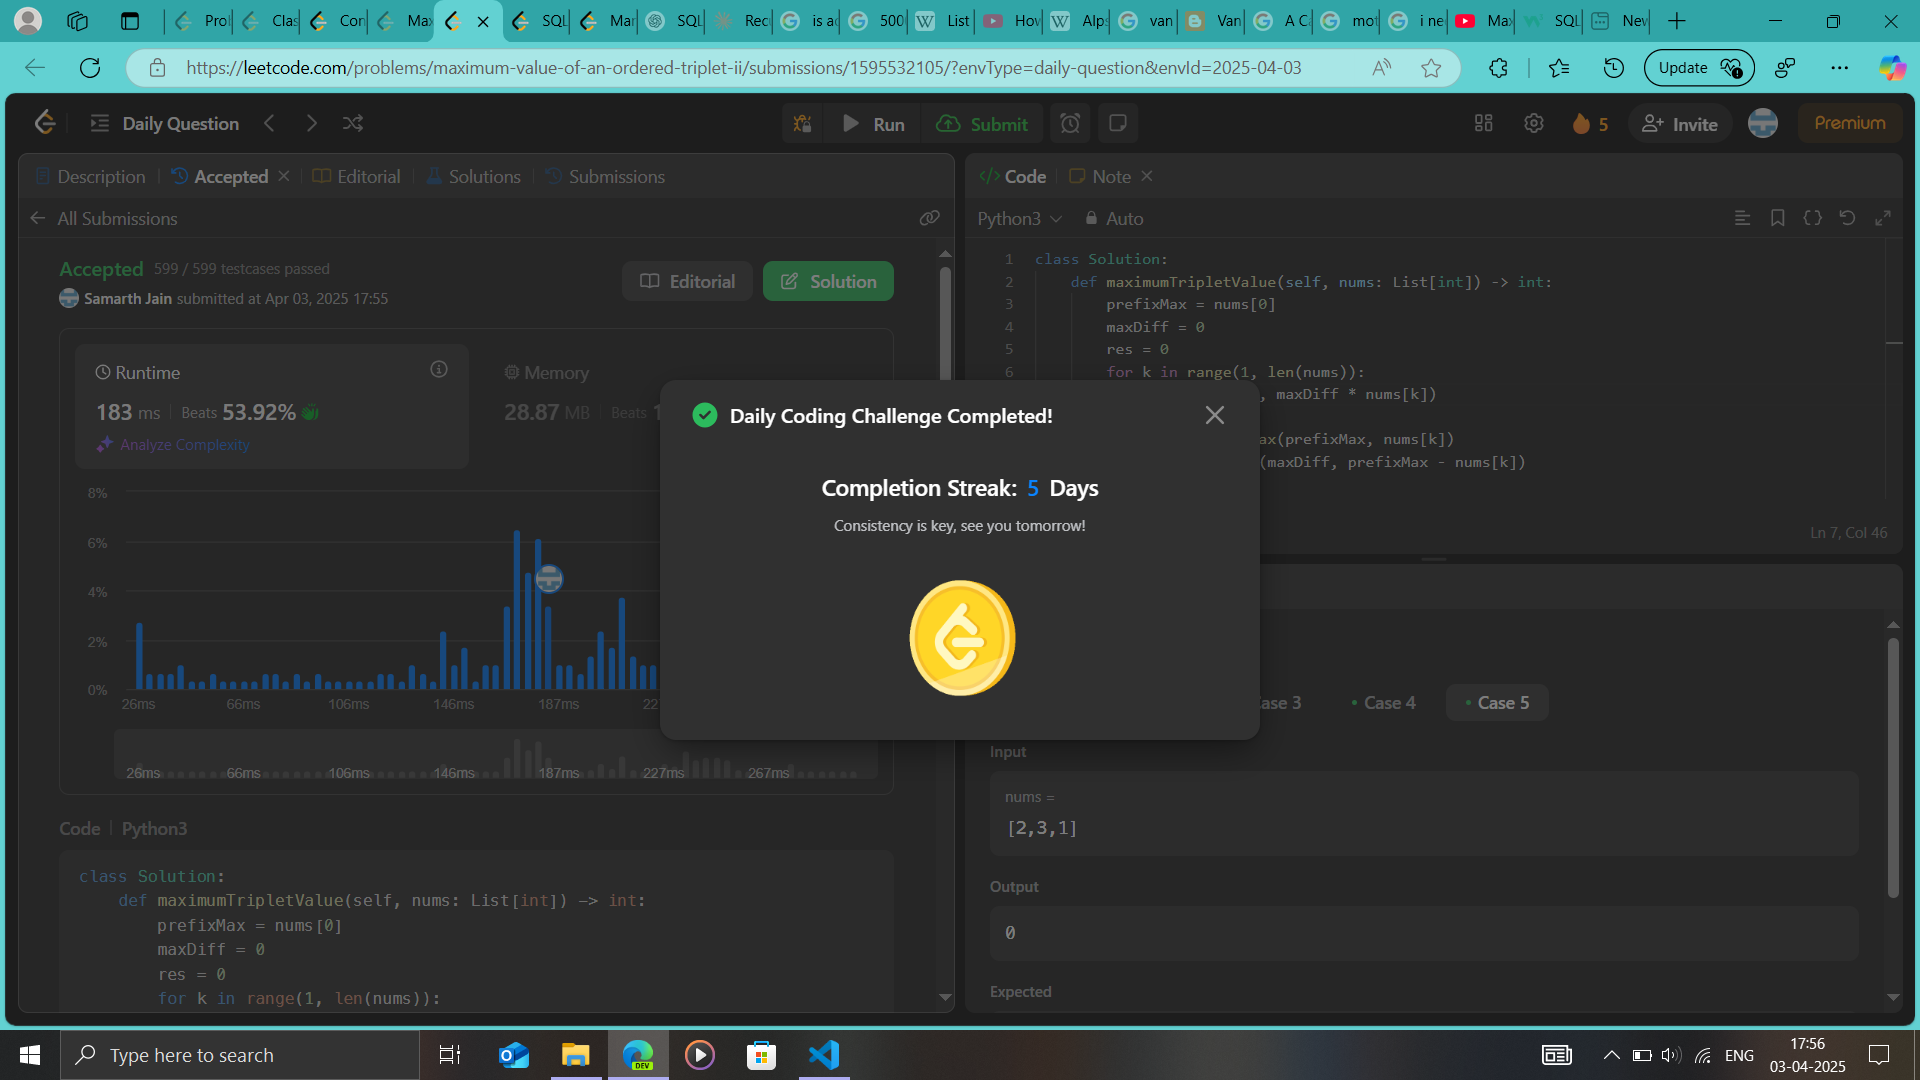 Prol
Clas
Con
Max
SQL
Mar
SQL
Rec
is ac
500
List
Hov
Alps
van
Van
A Ca
mot
i ne
Max
SQL
New
https://leetcode.com/problems/maximum-value-of-an-ordered-triplet-ii/submissions/1595532105/?envType=daily-question&envId=2025-04-03
Update
Daily Question
Run
Submit
5
Invite
Premium
Description
Accepted
Editorial
Solutions
Submissions
All Submissions
Accepted 599 / 599 testcases passed
Samarth Jain submitted at Apr 03, 2025 17:55
Editorial
Solution
Runtime
183 ms
Beats 53.92%
Analyze Complexity
Memory
28.87 MB
Beats 1
8%
6%
4%
2%
0%
26ms 66ms 106ms 146ms 187ms 22
26ms 66ms 106ms 146ms 187ms 227ms 267ms
Code | Python3
class Solution:
def maximumTripletValue(self, nums: List[int]) -> int:
prefixMax = nums[0]
maxDiff = 0
res = 0
for k in range(1, len(nums)):
Daily Coding Challenge Completed!
Completion Streak: 5 Days
Consistency is key, see you tomorrow!
Code
Note
Python3
Auto
1 class Solution:
2 def maximumTripletValue(self, nums: List[int]) -> int:
3 prefixMax = nums[0]
4 maxDiff = 0
5 res = 0
6 for k in range(1, len(nums)):
, maxDiff * nums[k])
ax(prefixMax, nums[k])
(maxDiff, prefixMax - nums[k])
Ln 7, Col 46
ase 3
Case 4
Case 5
Input
nums =
[2,3,1]
Output
0
Expected
Type here to search
DEV
ENG
17:56
03-04-2025